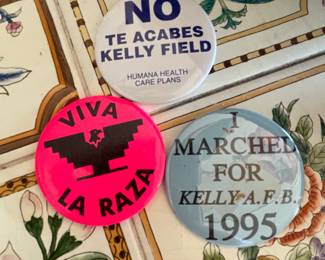 NO
TE ACABES
KELLY FIELD
HUMANA HEALTH
CARE PLANS
VIVA
LA RAZA
I
MARCHED
FOR
KELLY A.F.B.
1995